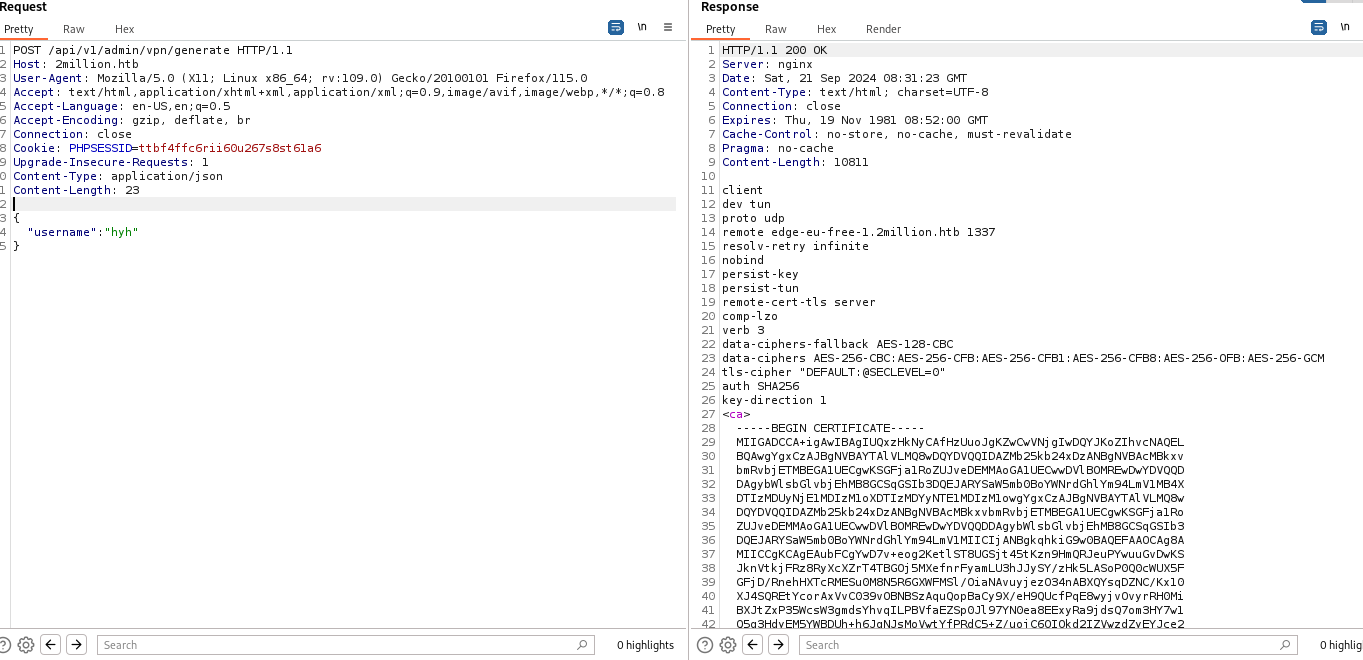 Request
Pretty Raw Hex
\n
1 POST /api/v1/admin/vpn/generate HTTP/1.1
2 Host: 2million.htb
3 User-Agent: Mozilla/5.0 (X11; Linux x86_64; rv:109.0) Gecko/20100101 Firefox/115.0
4 Accept: text/html,application/xhtml+xml,application/xml;q=0.9,image/avif,image/webp,*/*;q=0.8
5 Accept-Language: en-US,en;q=0.5
6 Accept-Encoding: gzip, deflate, br
7 Connection: close
8 Cookie: PHPSESSID=ttbf4ffc6rii60u267s8st61a6
9 Upgrade-Insecure-Requests: 1
0 Content-Type: application/json
1 Content-Length: 23
2
3 {
4 "username":"hyh"
5 }
Search
0 highlights
Response
Pretty Raw Hex Render
\n
1 HTTP/1.1 200 OK
2 Server: nginx
3 Date: Sat, 21 Sep 2024 08:31:23 GMT
4 Content-Type: text/html; charset=UTF-8
5 Connection: close
6 Expires: Thu, 19 Nov 1981 08:52:00 GMT
7 Cache-Control: no-store, no-cache, must-revalidate
8 Pragma: no-cache
9 Content-Length: 10811
10
11 client
12 dev tun
13 proto udp
14 remote edge-eu-free-1.2million.htb 1337
15 resolv-retry infinite
16 nobind
17 persist-key
18 persist-tun
19 remote-cert-tls server
20 comp-lzo
21 verb 3
22 data-ciphers-fallback AES-128-CBC
23 data-ciphers AES-256-CBC:AES-256-CFB:AES-256-CFB1:AES-256-CFB8:AES-256-OFB:AES-256-GCM
24 tls-cipher "DEFAULT:@SECLEVEL=0"
25 auth SHA256
26 key-direction 1
27 <ca>
28 -----BEGIN CERTIFICATE-----
29 MIIGADCCA+igAwIBAgIUQxzHkNyCAfHzUuoJgKZwCwVNjgIwDQYJKoZIhvcNAQEL
30 BQAwgYgxCzAJBgNVBAYTAlVLMQ8wDQYDVQQIDAZMb25kb24xDzANBgNVBAcMBkxv
31 bmRvbjETMBEGA1UECgwKSGFja1RoZUJveDEMMAoGA1UECwwDVlBOMREwDwYDVQQD
32 DAgybWlsbGlvbjEhMB8GCSqGSIb3DQEJARYSaW5mb0BoYWNrdGhlYm94LmV1MB4X
33 DTIzMDUyNjE1MDIzM1oXDTIzMDYyNTE1MDIzM1owgYgxCzAJBgNVBAYTAlVLMQ8w
34 DQYDVQQIDAZMb25kb24xDzANBgNVBAcMBkxvbmRvbjETMBEGA1UECgwKSGFja1Ro
35 ZUJveDEMMAoGA1UECwwDVlBOMREwDwYDVQQDDAgybWlsbGlvbjEhMB8GCSqGSIb3
36 DQEJARYSaW5mb0BoYWNrdGhlYm94LmV1MIICIjANBgkqhkiG9w0BAQEFAAOCAg8A
37 MIICCgKCAgEAubFCgYwD7v+eog2KetlST8UGSjt45tKzn9HmQRJeuPYwuuGvDwKS
38 JknVtkjFRz8RyXcXZrT4TBGOj5MXefnrFyamLU3hJJySY/zHk5LASoP0Q0cWUX5F
39 GFjD/RnehHXTcRMESu0M8N5R6GXWFMSl/OiaNAvuyjezO34nABXQYsqDZNC/Kx10
40 XJ4SQREtYcorAxVvC039vOBNBSzAquQopBaCy9X/eH9QUcfPqE8wyjvOvyrRH0Mi
41 BXJtZxP35WcsW3gmdsYhvqILPBVfaEZSpOJl97YN0ea8EExyRa9jdsQ7om3HY7w1
42
Search
0 highlig